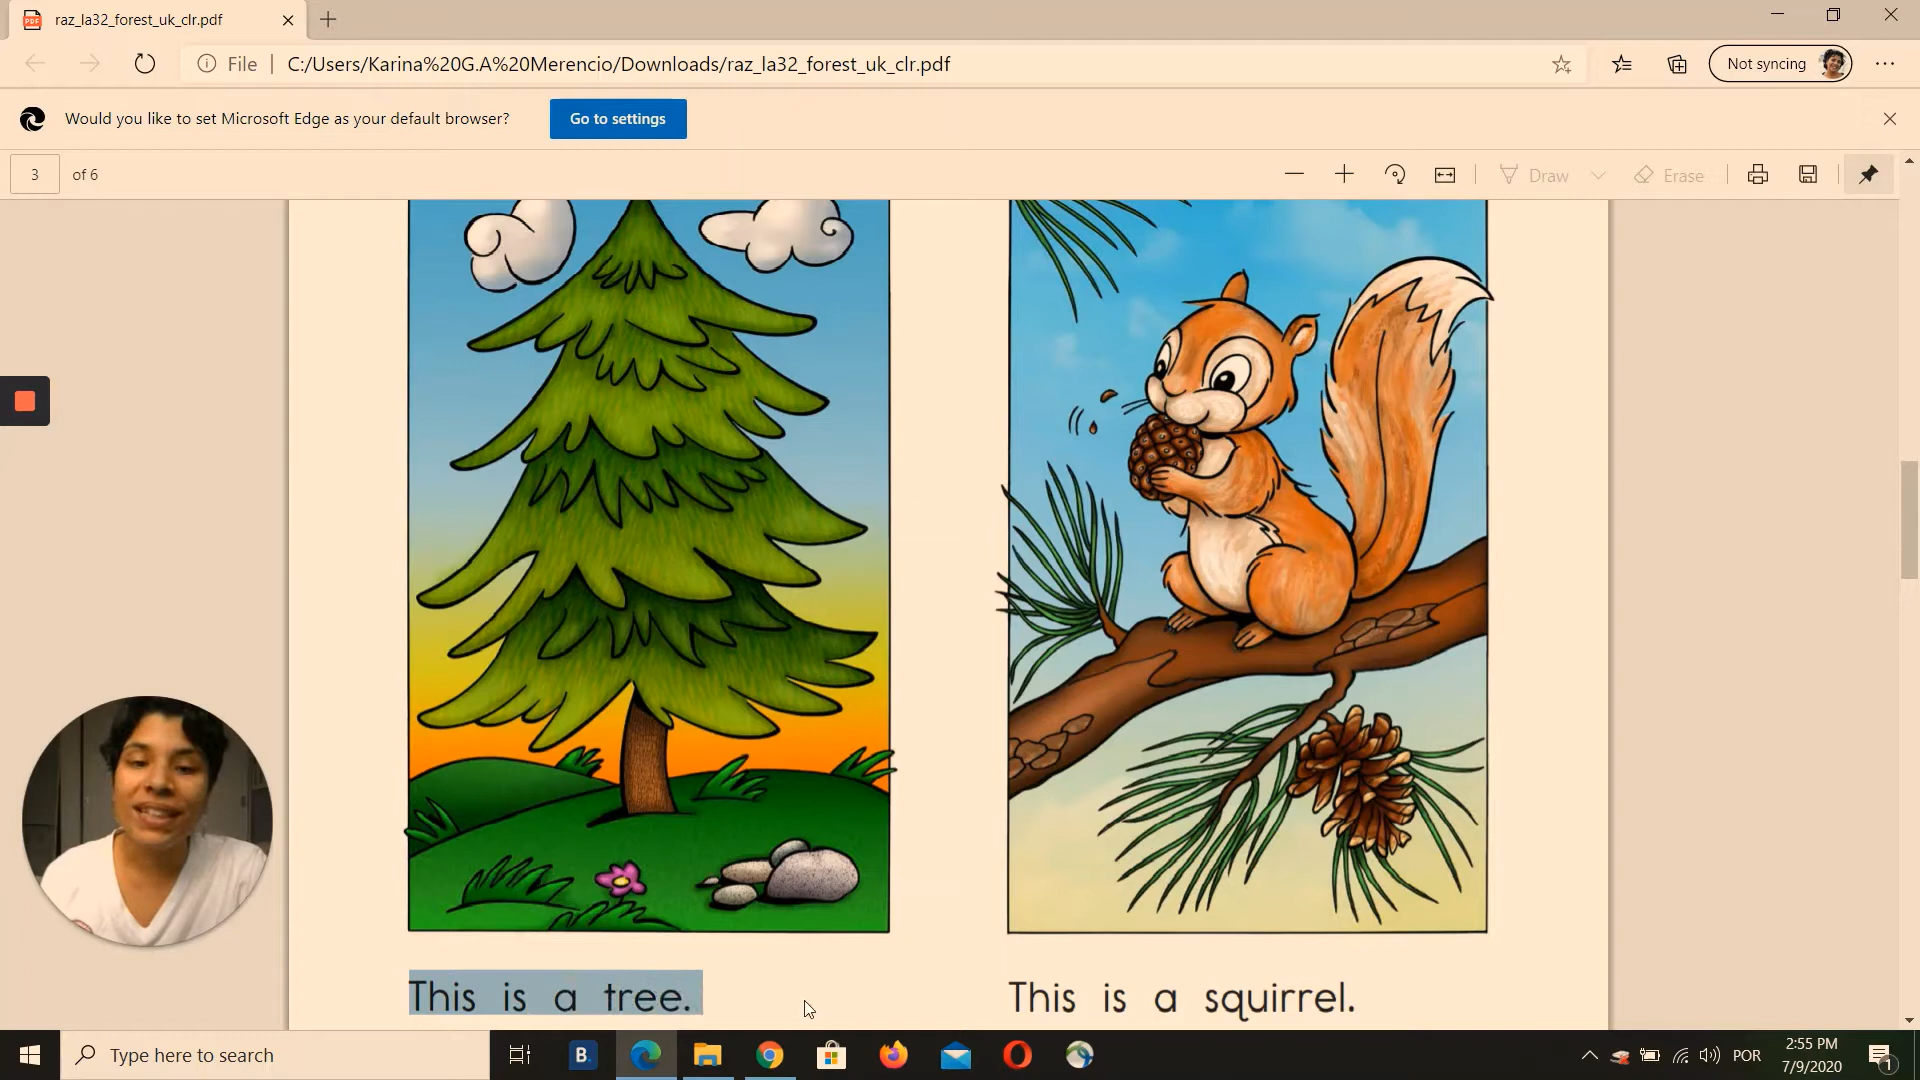 raz_la32_forest_uk_clr.pdf
File | C:/Users/Karina%20G.A%20Merencio/Downloads/raz_la32_forest_uk_clr.pdf
Not syncing
Would you like to set Microsoft Edge as your default browser?
Go to settings
3 of 6
Draw
Erase
This is a tree.
This is a squirrel.
Type here to search
B.
POR
2:55 PM
7/9/2020
1